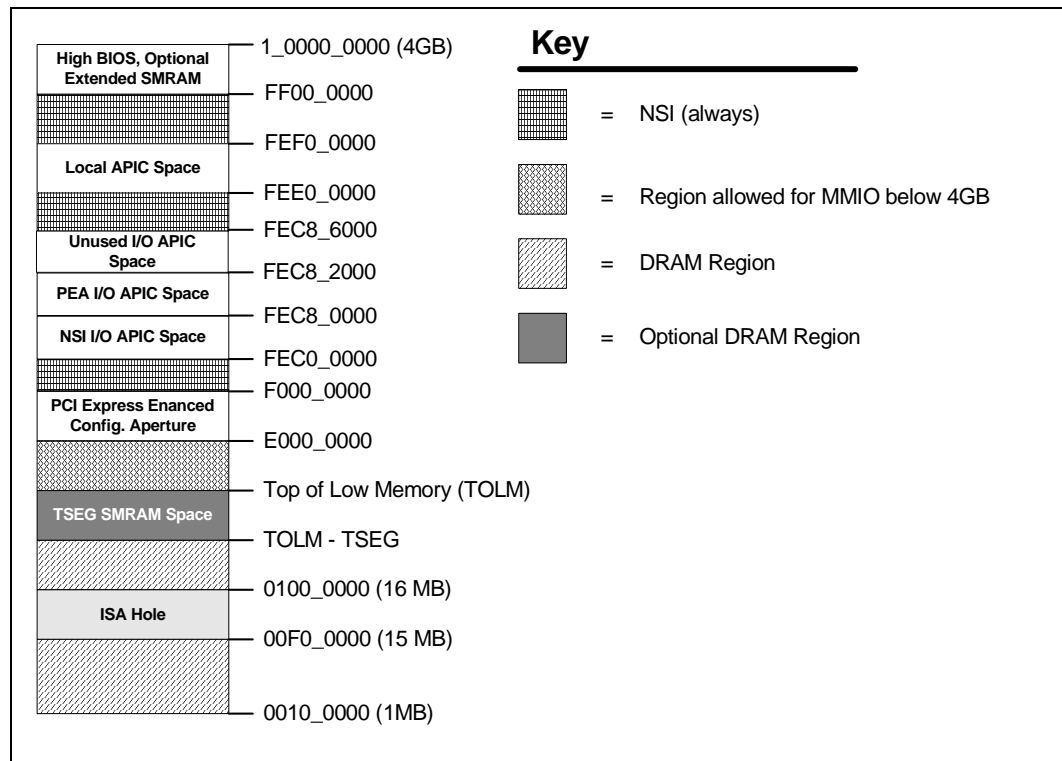 High BIOS, Optional
Extended SMRAM
Local APIC Space
Unused I/O APIC
Space
PEA I/O APIC Space
NSI I/O APIC Space
PCI Express Enanced
Config. Aperture
TSEG SMRAM Space
ISA Hole
1_0000_0000 (4GB)
FF00_0000
FEF0_0000
FEE0_0000
FEC8_6000
FEC8_2000
FEC8_0000
FEC0_0000
F000_0000
E000_0000
Top of Low Memory (TOLM)
TOLM - TSEG
0100_0000 (16 MB)
00F0_0000 (15 MB)
0010_0000 (1MB)
Key
= NSI (always)
= Region allowed for MMIO below 4GB
= DRAM Region
= Optional DRAM Region